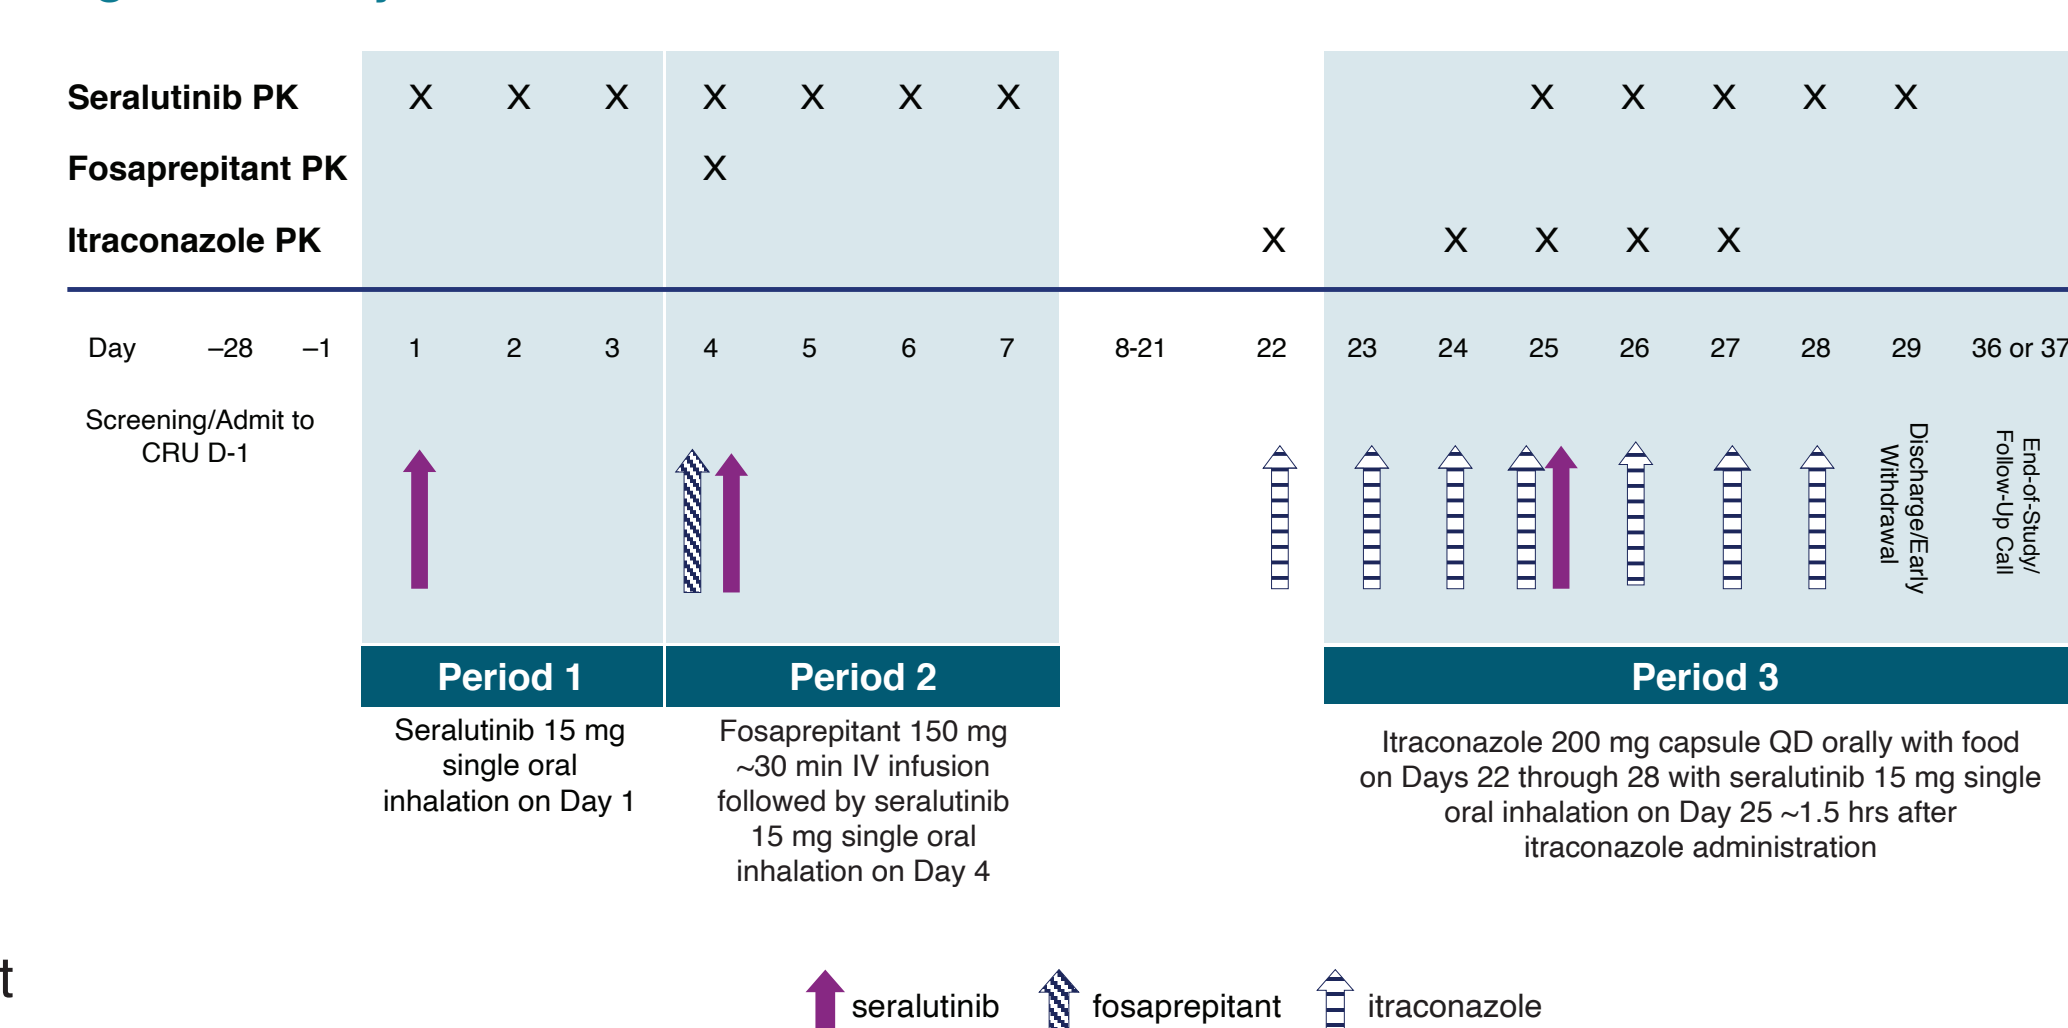 Seralutinib PK X X X X X X X X X X X X
Fosaprepitant PK X
Itraconazole PK X X X X X
Day –28 –1 1 2 3 4 5 6 7 8-21 22 23 24 25 26 27 28 29 36 or 37
Screening/Admit to
CRU D-1
Discharge/Early
Withdrawal
End-of-Study/
Follow-Up Call
Period 1
Seralutinib 15 mg
single oral
inhalation on Day 1
Period 2
Fosaprepitant 150 mg
~30 min IV infusion
followed by seralutinib
15 mg single oral
inhalation on Day 4
Period 3
Itraconazole 200 mg capsule QD orally with food
on Days 22 through 28 with seralutinib 15 mg single
oral inhalation on Day 25 ~1.5 hrs after
itraconazole administration
t
seralutinib fosaprepitant itraconazole